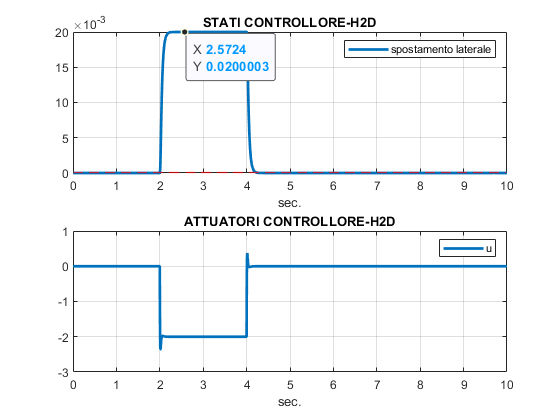 STATI CONTROLLORE-H2D
×10⁻³
20
15
10
5
0
spostamento laterale
X 2.5724
Y 0.0200003
0 1 2 3 4 5 6 7 8 9 10
sec.
ATTUATORI CONTROLLORE-H2D
1
0
-1
-2
-3
u
0 1 2 3 4 5 6 7 8 9 10
sec.